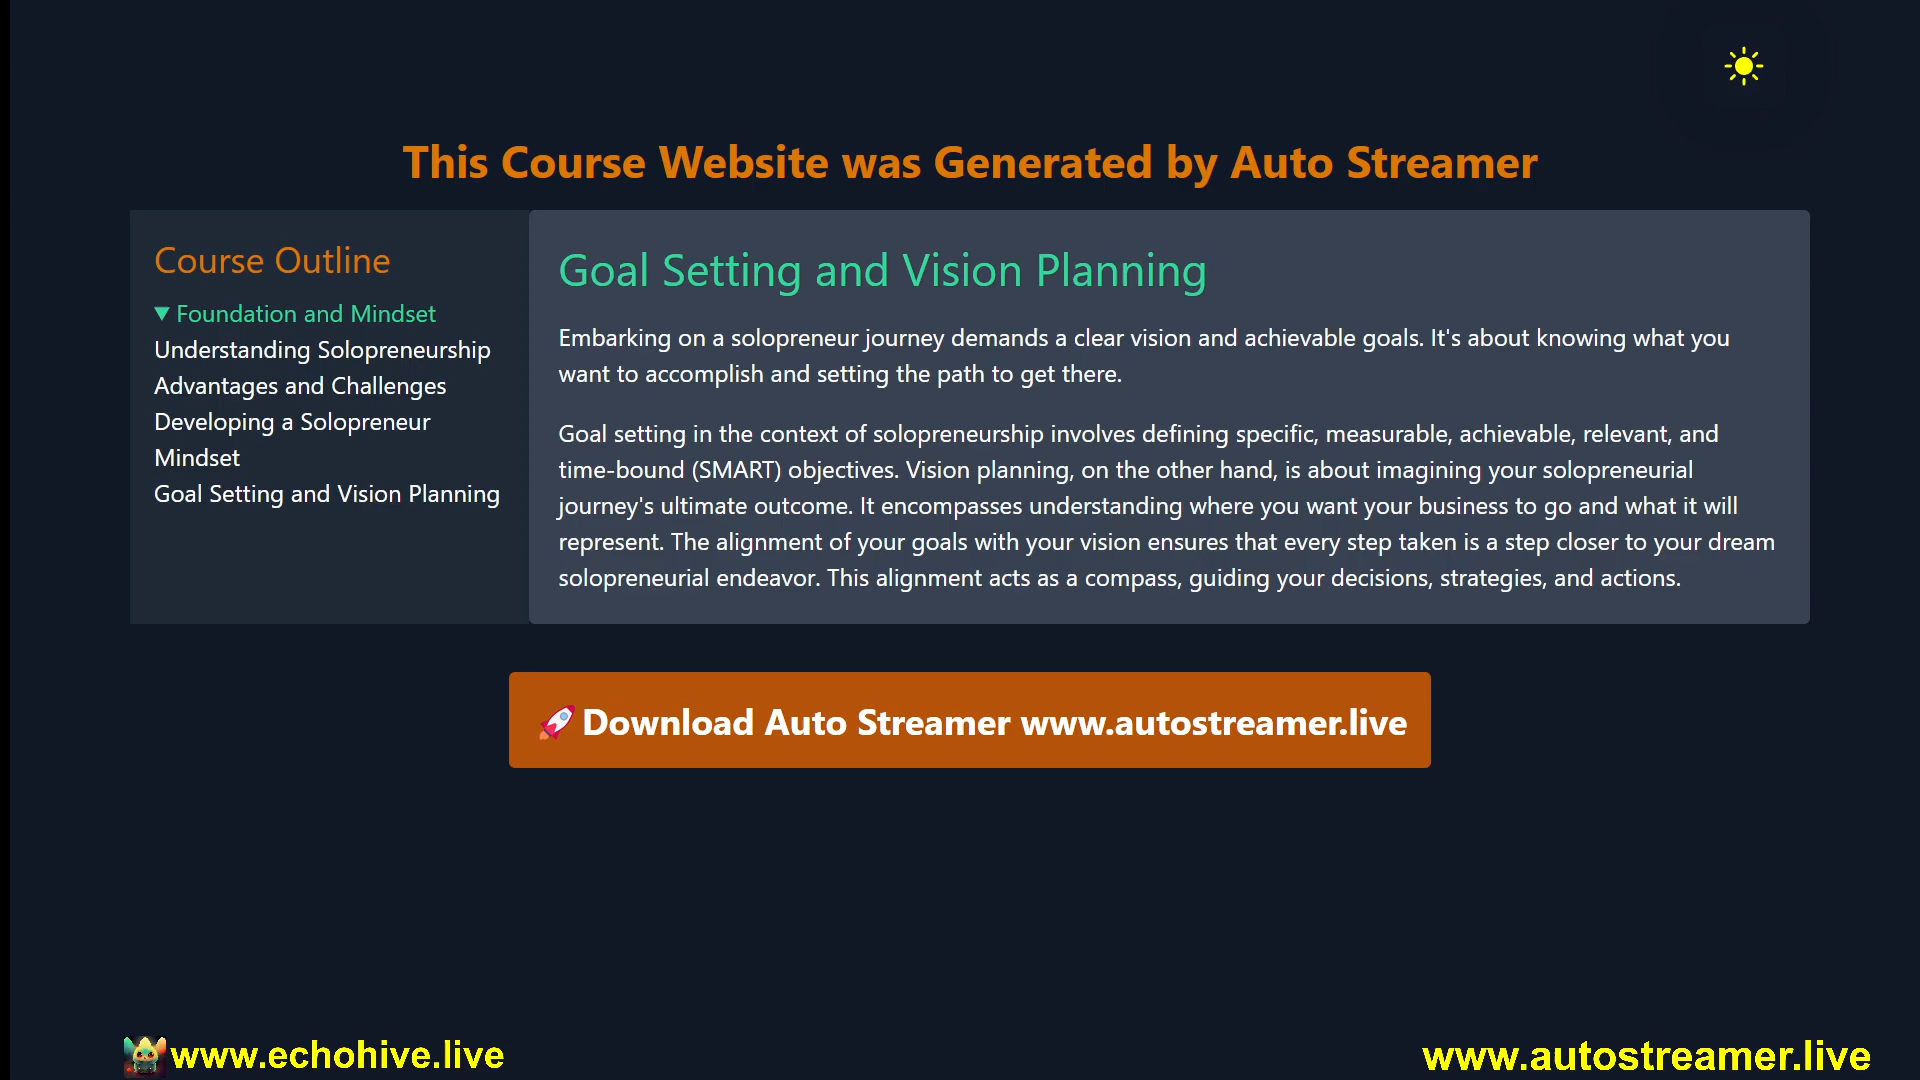 This Course Website was Generated by Auto Streamer
Course Outline
▼ Foundation and Mindset
Understanding Solopreneurship
Advantages and Challenges
Developing a Solopreneur
Mindset
Goal Setting and Vision Planning
Goal Setting and Vision Planning
Embarking on a solopreneur journey demands a clear vision and achievable goals. It's about knowing what you
want to accomplish and setting the path to get there.
Goal setting in the context of solopreneurship involves defining specific, measurable, achievable, relevant, and
time-bound (SMART) objectives. Vision planning, on the other hand, is about imagining your solopreneurial
journey's ultimate outcome. It encompasses understanding where you want your business to go and what it will
represent. The alignment of your goals with your vision ensures that every step taken is a step closer to your dream
solopreneurial endeavor. This alignment acts as a compass, guiding your decisions, strategies, and actions.
🚀Download Auto Streamer www.autostreamer.live
www.echohive.live
www.autostreamer.live